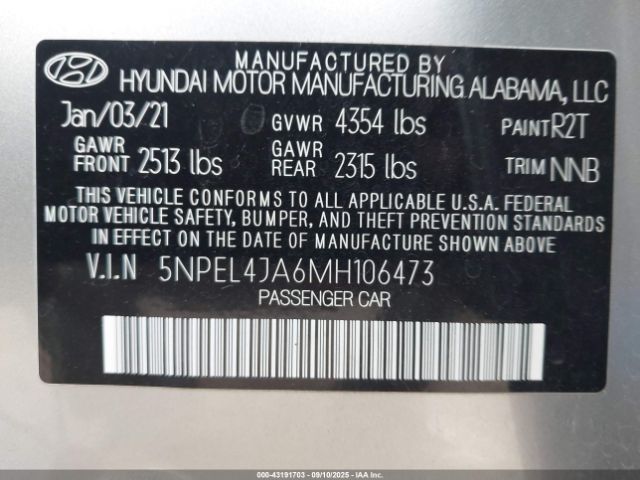 MANUFACTURED BY
HYUNDAI MOTOR MANUFACTURING ALABAMA, LLC
Jan/03/21 GVWR 4354 lbs PAINT R2T
GAWR FRONT 2513 lbs GAWR REAR 2315 lbs TRIM NNB
THIS VEHICLE CONFORMS TO ALL APPLICABLE U.S.A. FEDERAL
MOTOR VEHICLE SAFETY, BUMPER, AND THEFT PREVENTION STANDARDS
IN EFFECT ON THE DATE OF MANUFACTURE SHOWN ABOVE
V.I.N 5NPEL4JA6MH106473
PASSENGER CAR
000-43191703 - 09/10/2025 - IAAI.com